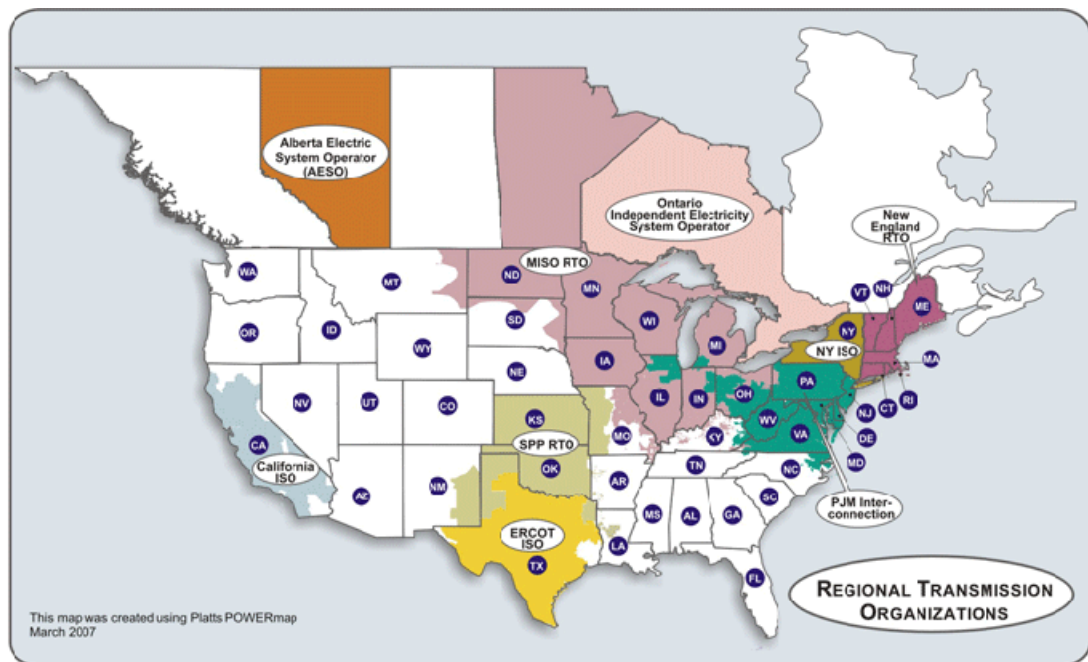 Alberta Electric
System Operator
(AESO)
Ontario
Independent Electricity
System Operator
New
England
RTO
MISO RTO
NY ISO
SPP RTO
California
ISO
ERCOT
ISO
PJM Inter-
connection
WA
MT
ND
MN
VT
NH
ME
OR
ID
SD
WI
MI
NY
WY
IA
MA
NE
PA
NV
UT
CO
IL
IN
OH
RI
CT
NJ
KS
WV
VA
DE
CA
MO
KY
MD
OK
TN
NC
AZ
NM
AR
SC
MS
AL
GA
LA
TX
FL
REGIONAL TRANSMISSION
ORGANIZATIONS
This map was created using Platts POWERmap
March 2007